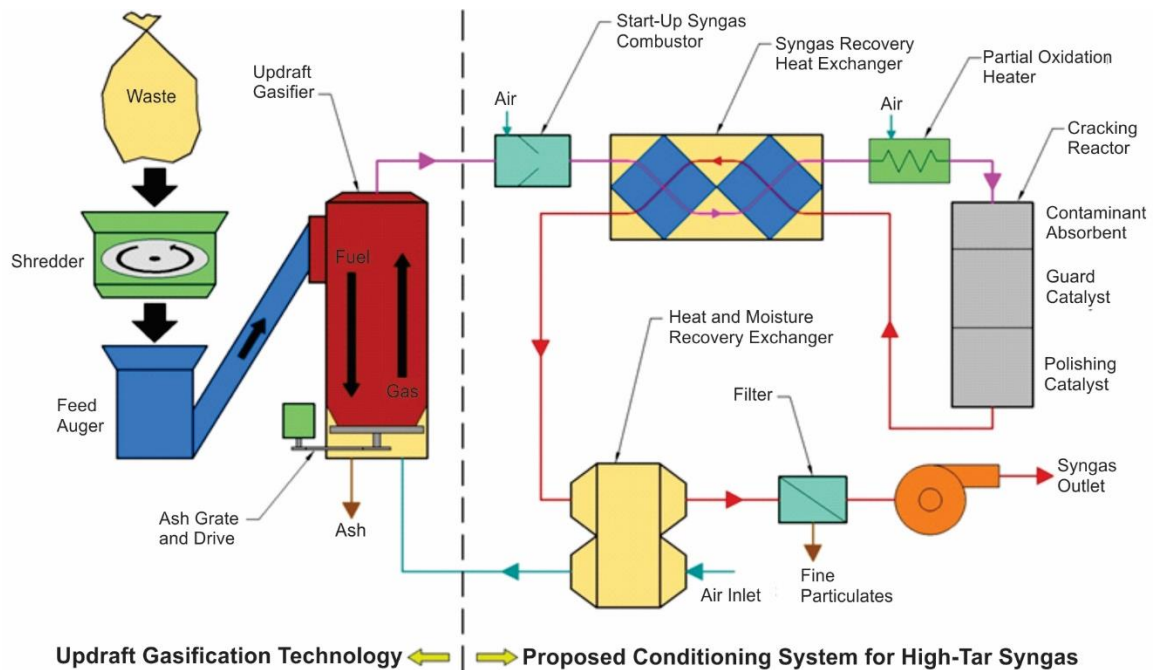 Waste
Shredder
Feed
Auger
Updraft
Gasifier
Fuel
Gas
Ash Grate
and Drive
Ash
Start-Up Syngas
Combustor
Air
Syngas Recovery
Heat Exchanger
Partial Oxidation
Heater
Air
Cracking
Reactor
Contaminant
Absorbent
Guard
Catalyst
Polishing
Catalyst
Heat and Moisture
Recovery Exchanger
Filter
Syngas
Outlet
Air Inlet
Fine
Particulates
Updraft Gasification Technology
Proposed Conditioning System for High-Tar Syngas